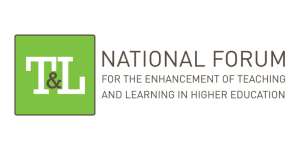 T&L
NATIONAL FORUM
FOR THE ENHANCEMENT OF TEACHING
AND LEARNING IN HIGHER EDUCATION